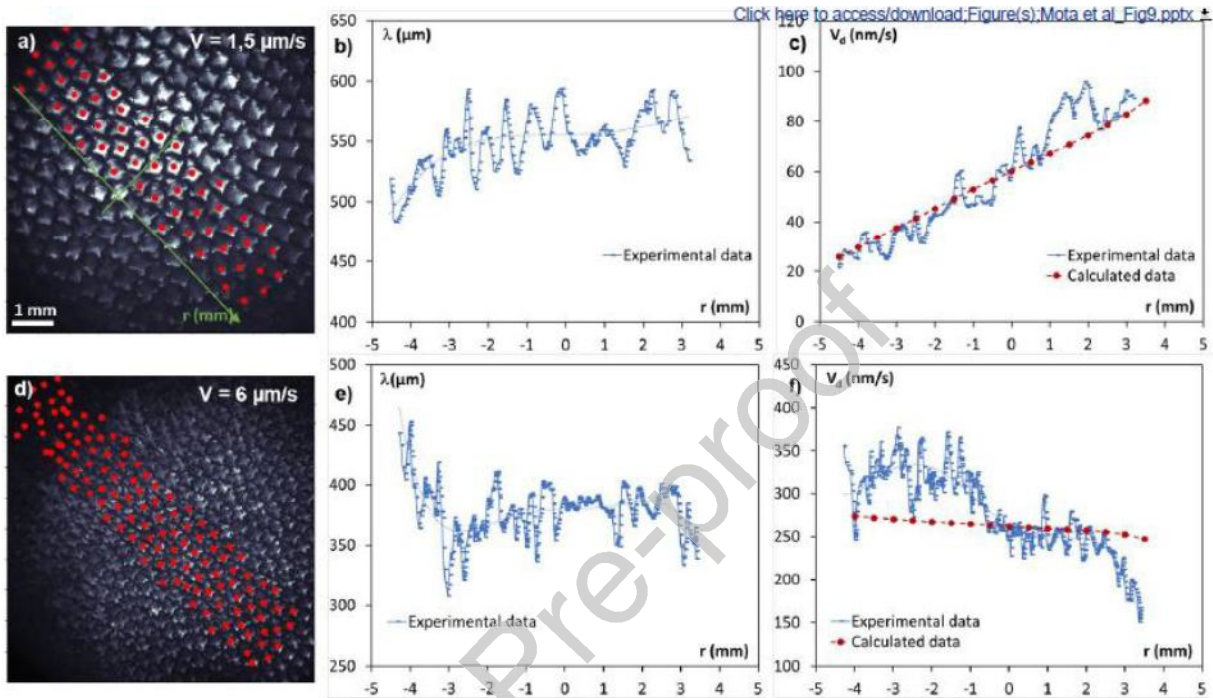 Click here to access/download;Figure(s);Mota et al_Fig9.pptx
a)
V = 1,5 µm/s
1 mm
r (mm)
b)
λ (µm)
650
600
550
500
450
400
Experimental data
r (mm)
-5 -4 -3 -2 -1 0 1 2 3 4 5
c)
V_d (nm/s)
120
100
80
60
40
20
0
Experimental data
Calculated data
r (mm)
-5 -4 -3 -2 -1 0 1 2 3 4 5
d)
V = 6 µm/s
e)
λ(µm)
500
450
400
350
300
250
Experimental data
r (mm)
-5 -4 -3 -2 -1 0 1 2 3 4 5
f)
V_d (nm/s)
450
400
350
300
250
200
150
100
Experimental data
Calculated data
r (mm)
-5 -4 -3 -2 -1 0 1 2 3 4 5
Pre-proof